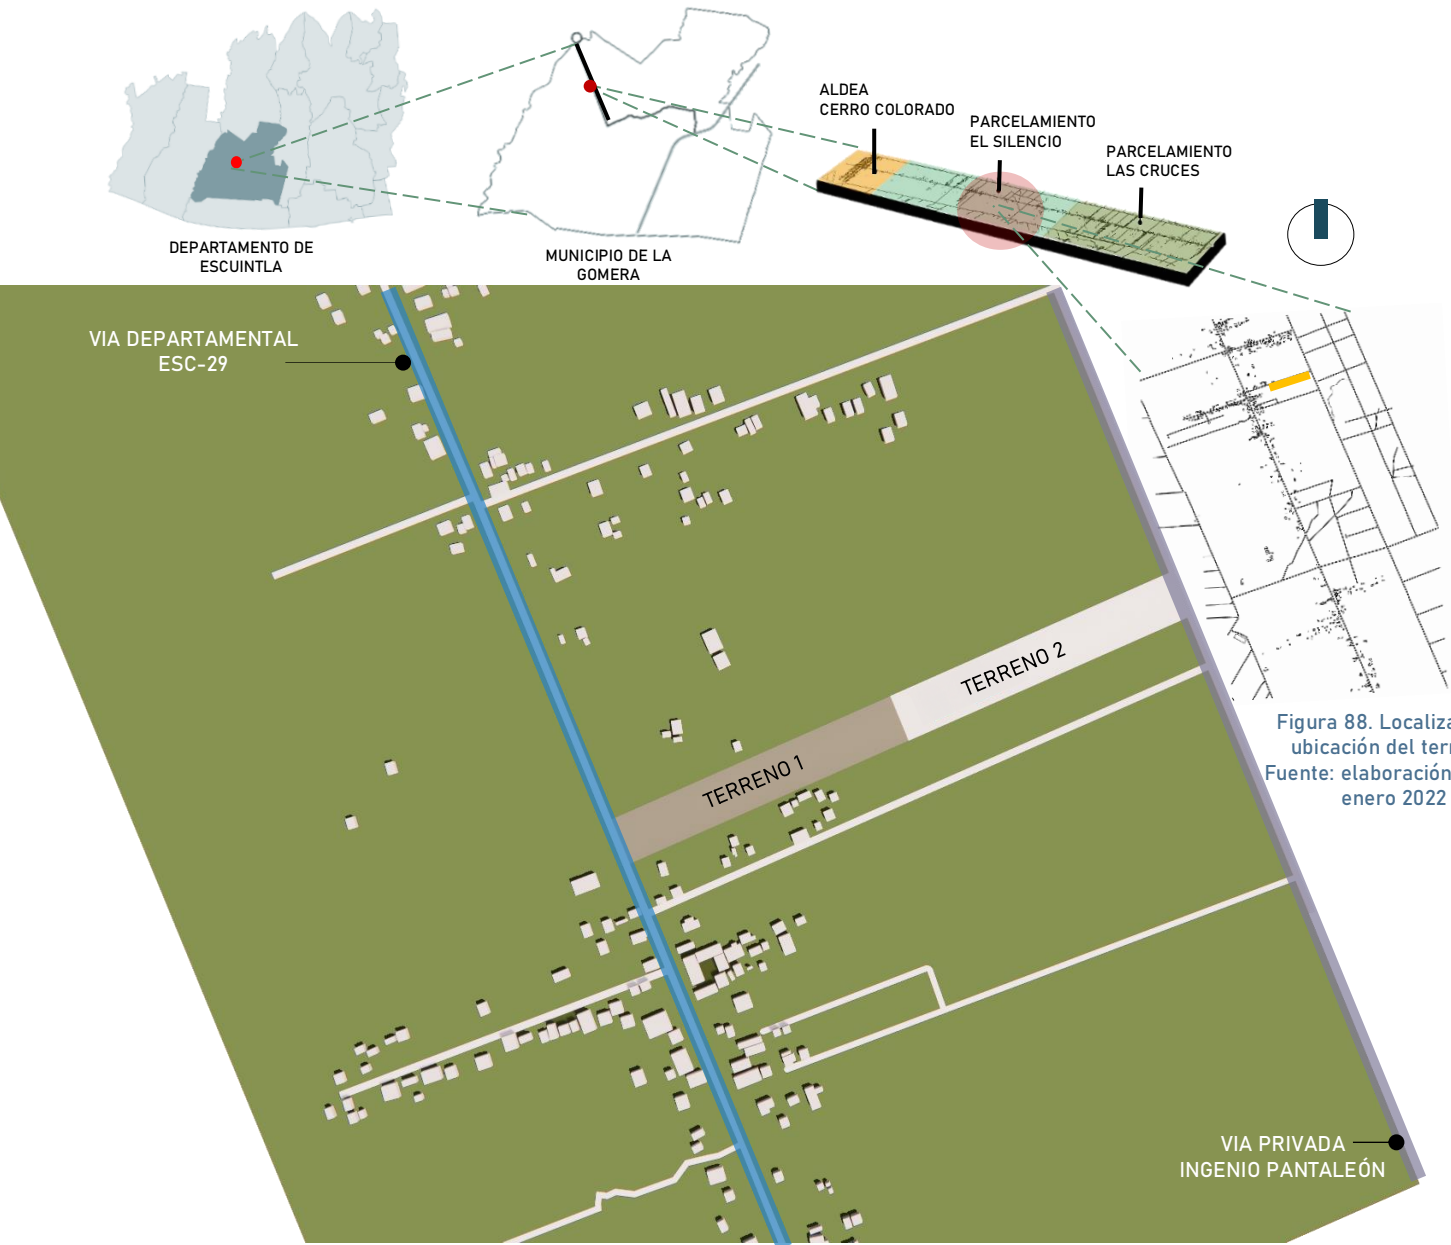 ALDEA
CERRO COLORADO
PARCELAMIENTO
EL SILENCIO
PARCELAMIENTO
LAS CRUCES
DEPARTAMENTO DE
ESCUINTLA
MUNICIPIO DE LA
GOMERA
VIA DEPARTAMENTAL
ESC-29
TERRENO 2
TERRENO 1
Figura 88. Localiza
ubicación del ter
Fuente: elaboración
enero 2022
VIA PRIVADA
INGENIO PANTALEÓN